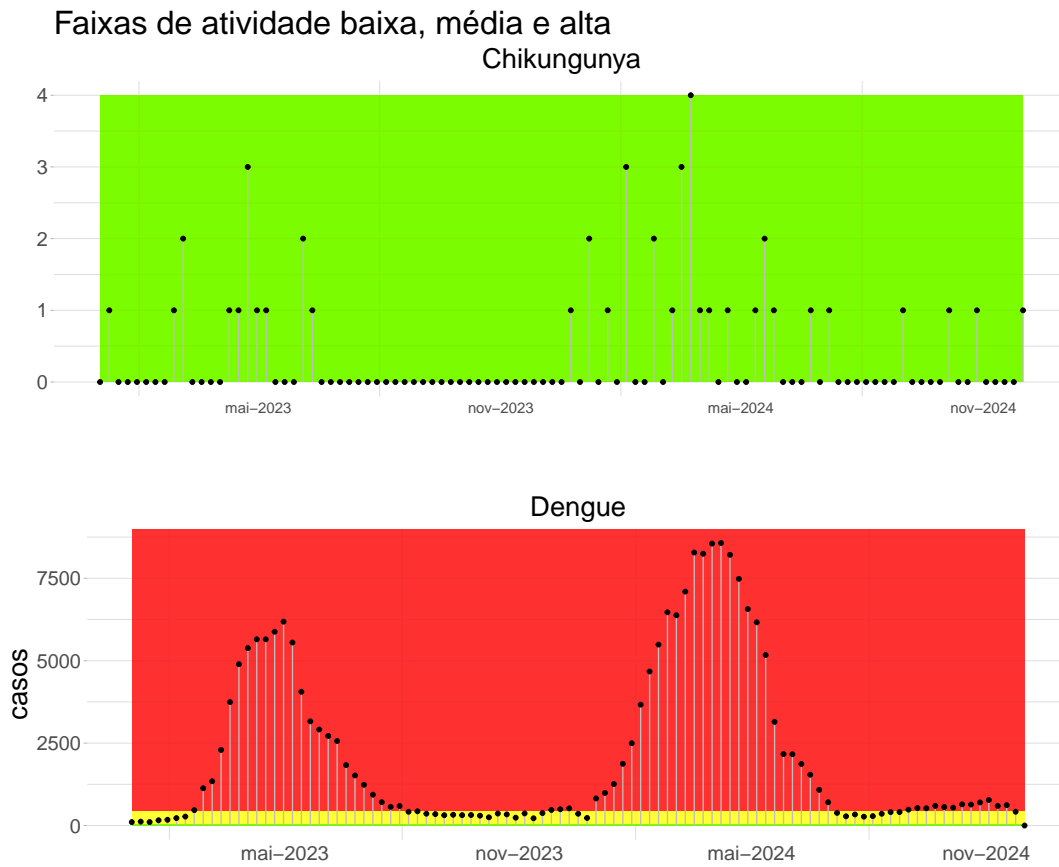 Faixas de atividade baixa, média e alta
Chikungunya
4
3
2
1
0
mai−2023
nov−2023
mai−2024
nov−2024
Dengue
casos
7500
5000
2500
0
mai−2023
nov−2023
mai−2024
nov−2024